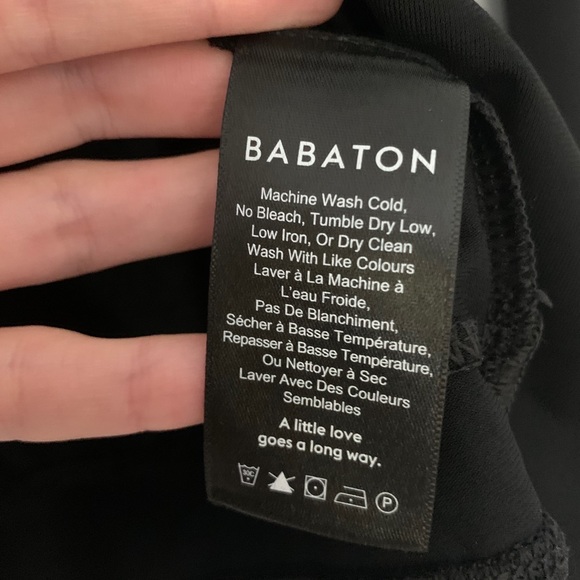 BABATON
Machine Wash Cold,
No Bleach, Tumble Dry Low,
Low Iron, Or Dry Clean
Wash With Like Colours
Laver à La Machine à
L'eau Froide,
Pas De Blanchiment,
Sécher à Basse Température,
Repasser à Basse Température,
Ou Nettoyer à Sec
Laver Avec Des Couleurs
Semblables
A little love
goes a long way.
30C P